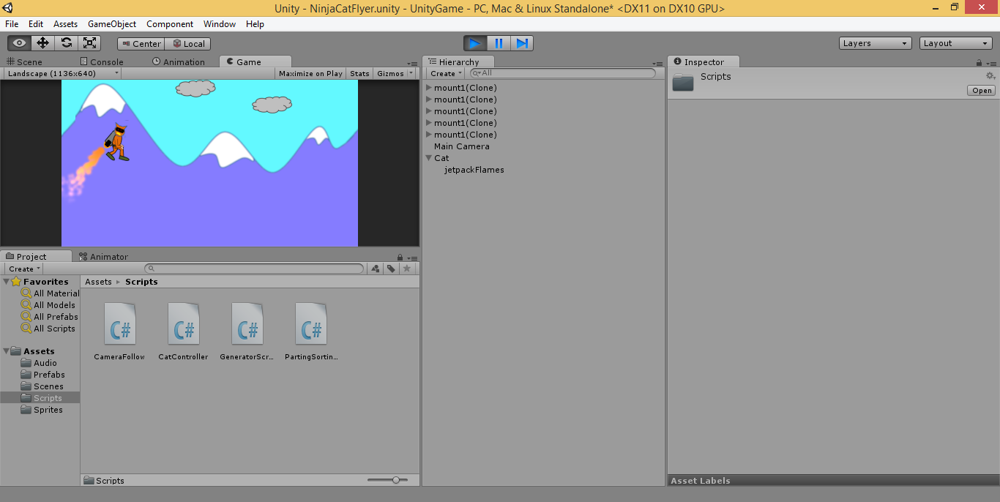 Unity - NinjaCatFlyer.unity - UnityGame - PC, Mac & Linux Standalone* <DX11 on DX10 GPU>
File Edit Assets GameObject Component Window Help
Center Local Layers Layout
Scene Console Animation Game
Landscape (1136x640) Maximize on Play Stats Gizmos
Hierarchy
Create All
mount1(Clone)
mount1(Clone)
mount1(Clone)
mount1(Clone)
mount1(Clone)
Main Camera
Cat
jetpackFlames
Inspector
Scripts
Open
Project Animator
Create
Favorites
All Material
All Models
All Prefabs
All Scripts
Assets
Audio
Prefabs
Scenes
Scripts
Sprites
Assets Scripts
C# C# C# C#
CameraFollow CatController GeneratorScr... PartingSortin...
Scripts
Asset Labels